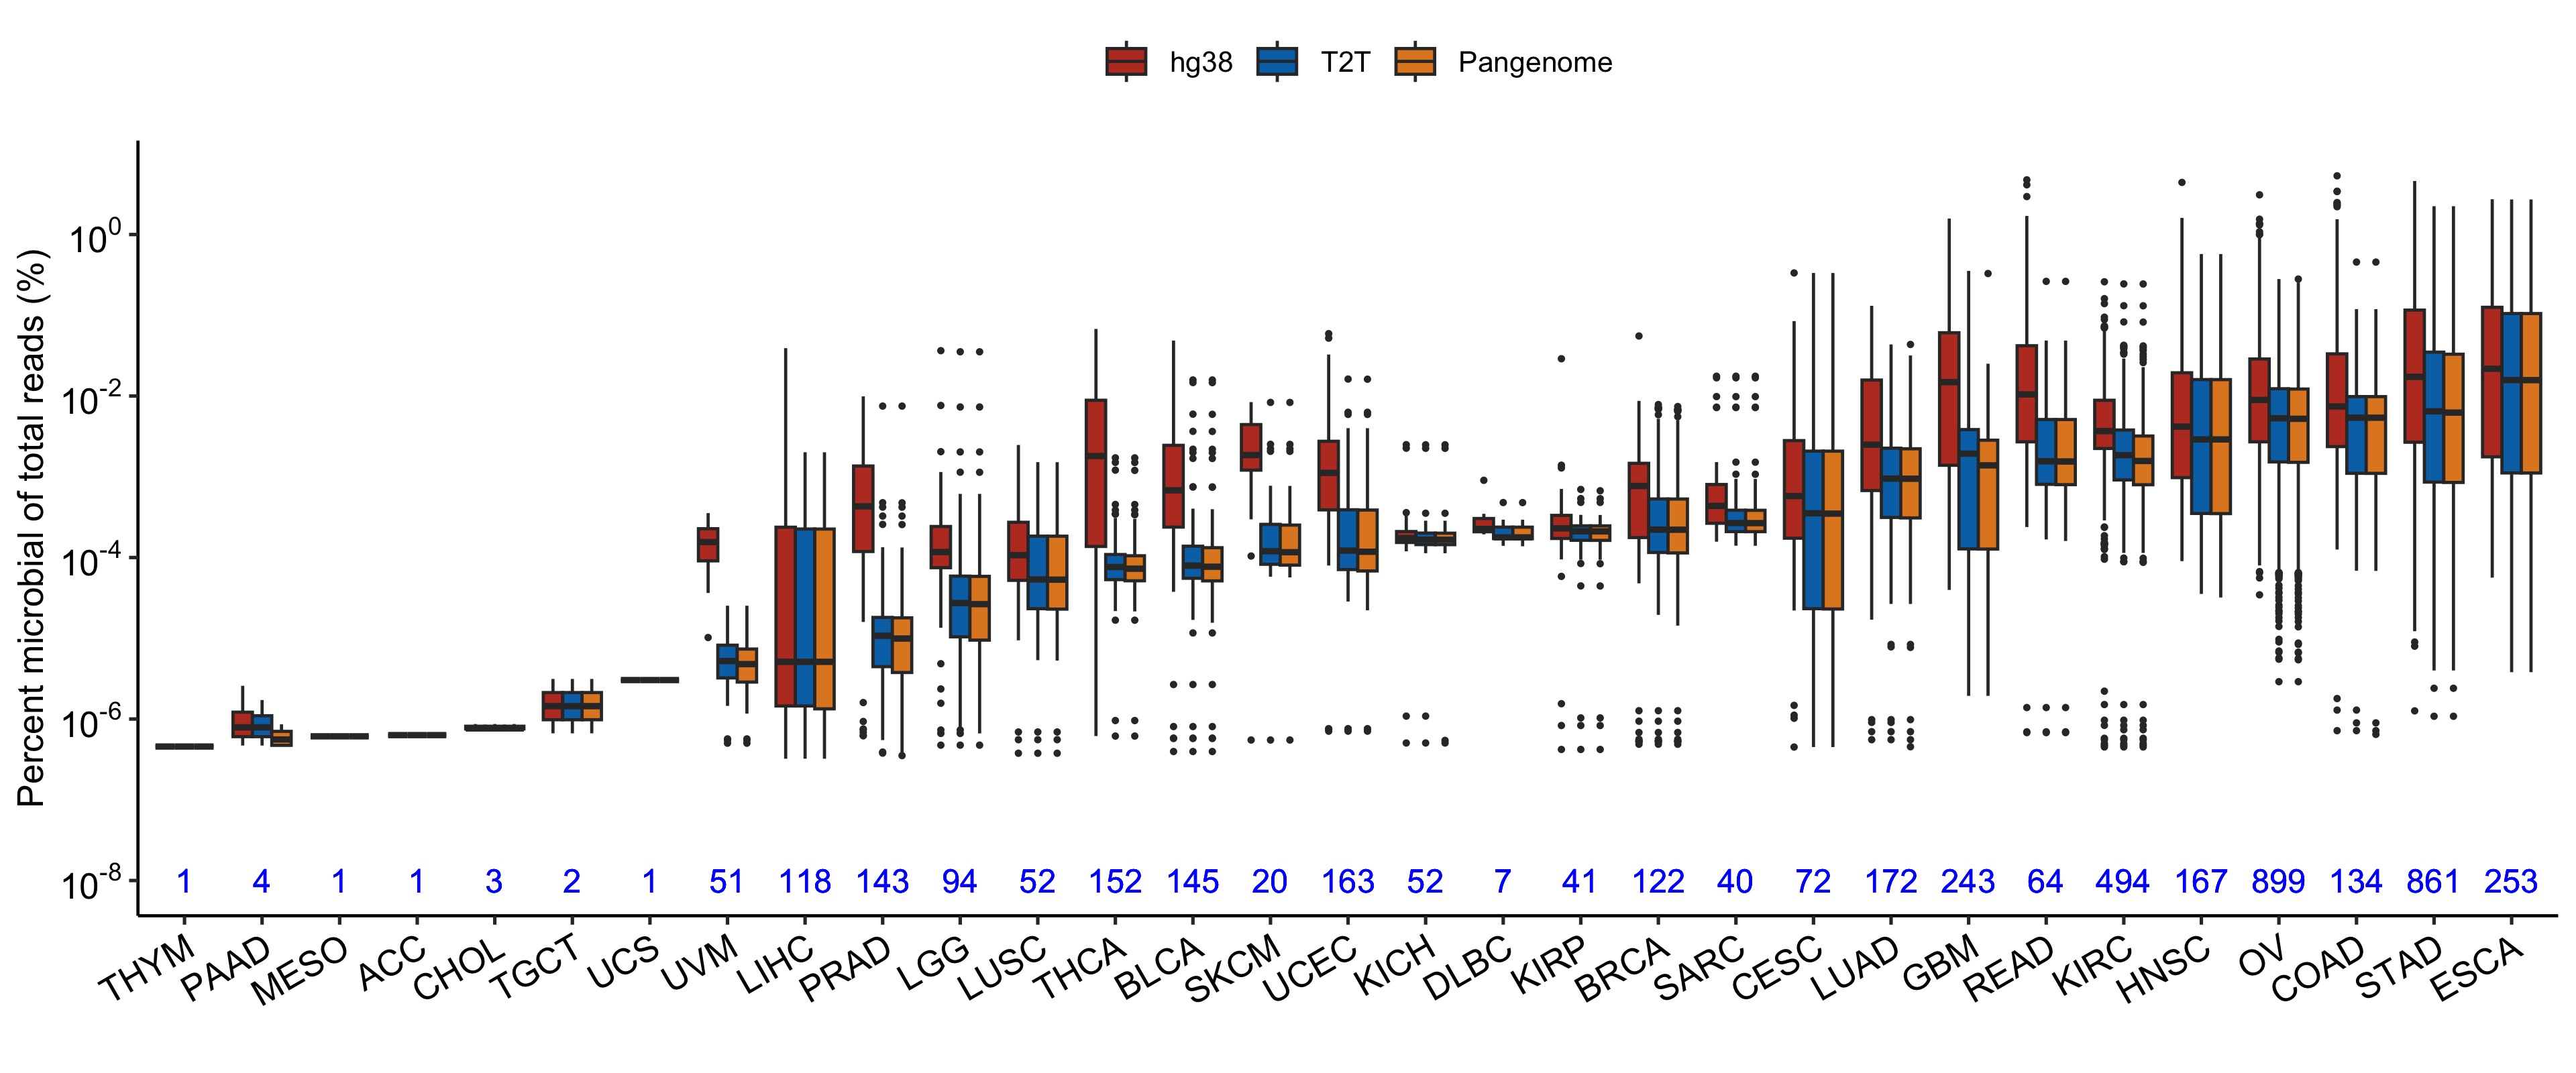 hg38 T2T Pangenome
Percent microbial of total reads (%)
10^0
10^-2
10^-4
10^-6
10^-8
1 4 1 1 3 2 1 51 118 143 94 52 152 145 20 163 52 7 41 122 40 72 172 243 64 494 167 899 134 861 253
THYM PAAD MESO ACC CHOL TGCT UCS UVM LIHC PRAD LGG LUSC THCA BLCA SKCM UCEC KICH DLBC KIRP BRCA SARC CESC LUAD GBM READ KIRC HNSC OV COAD STAD ESCA